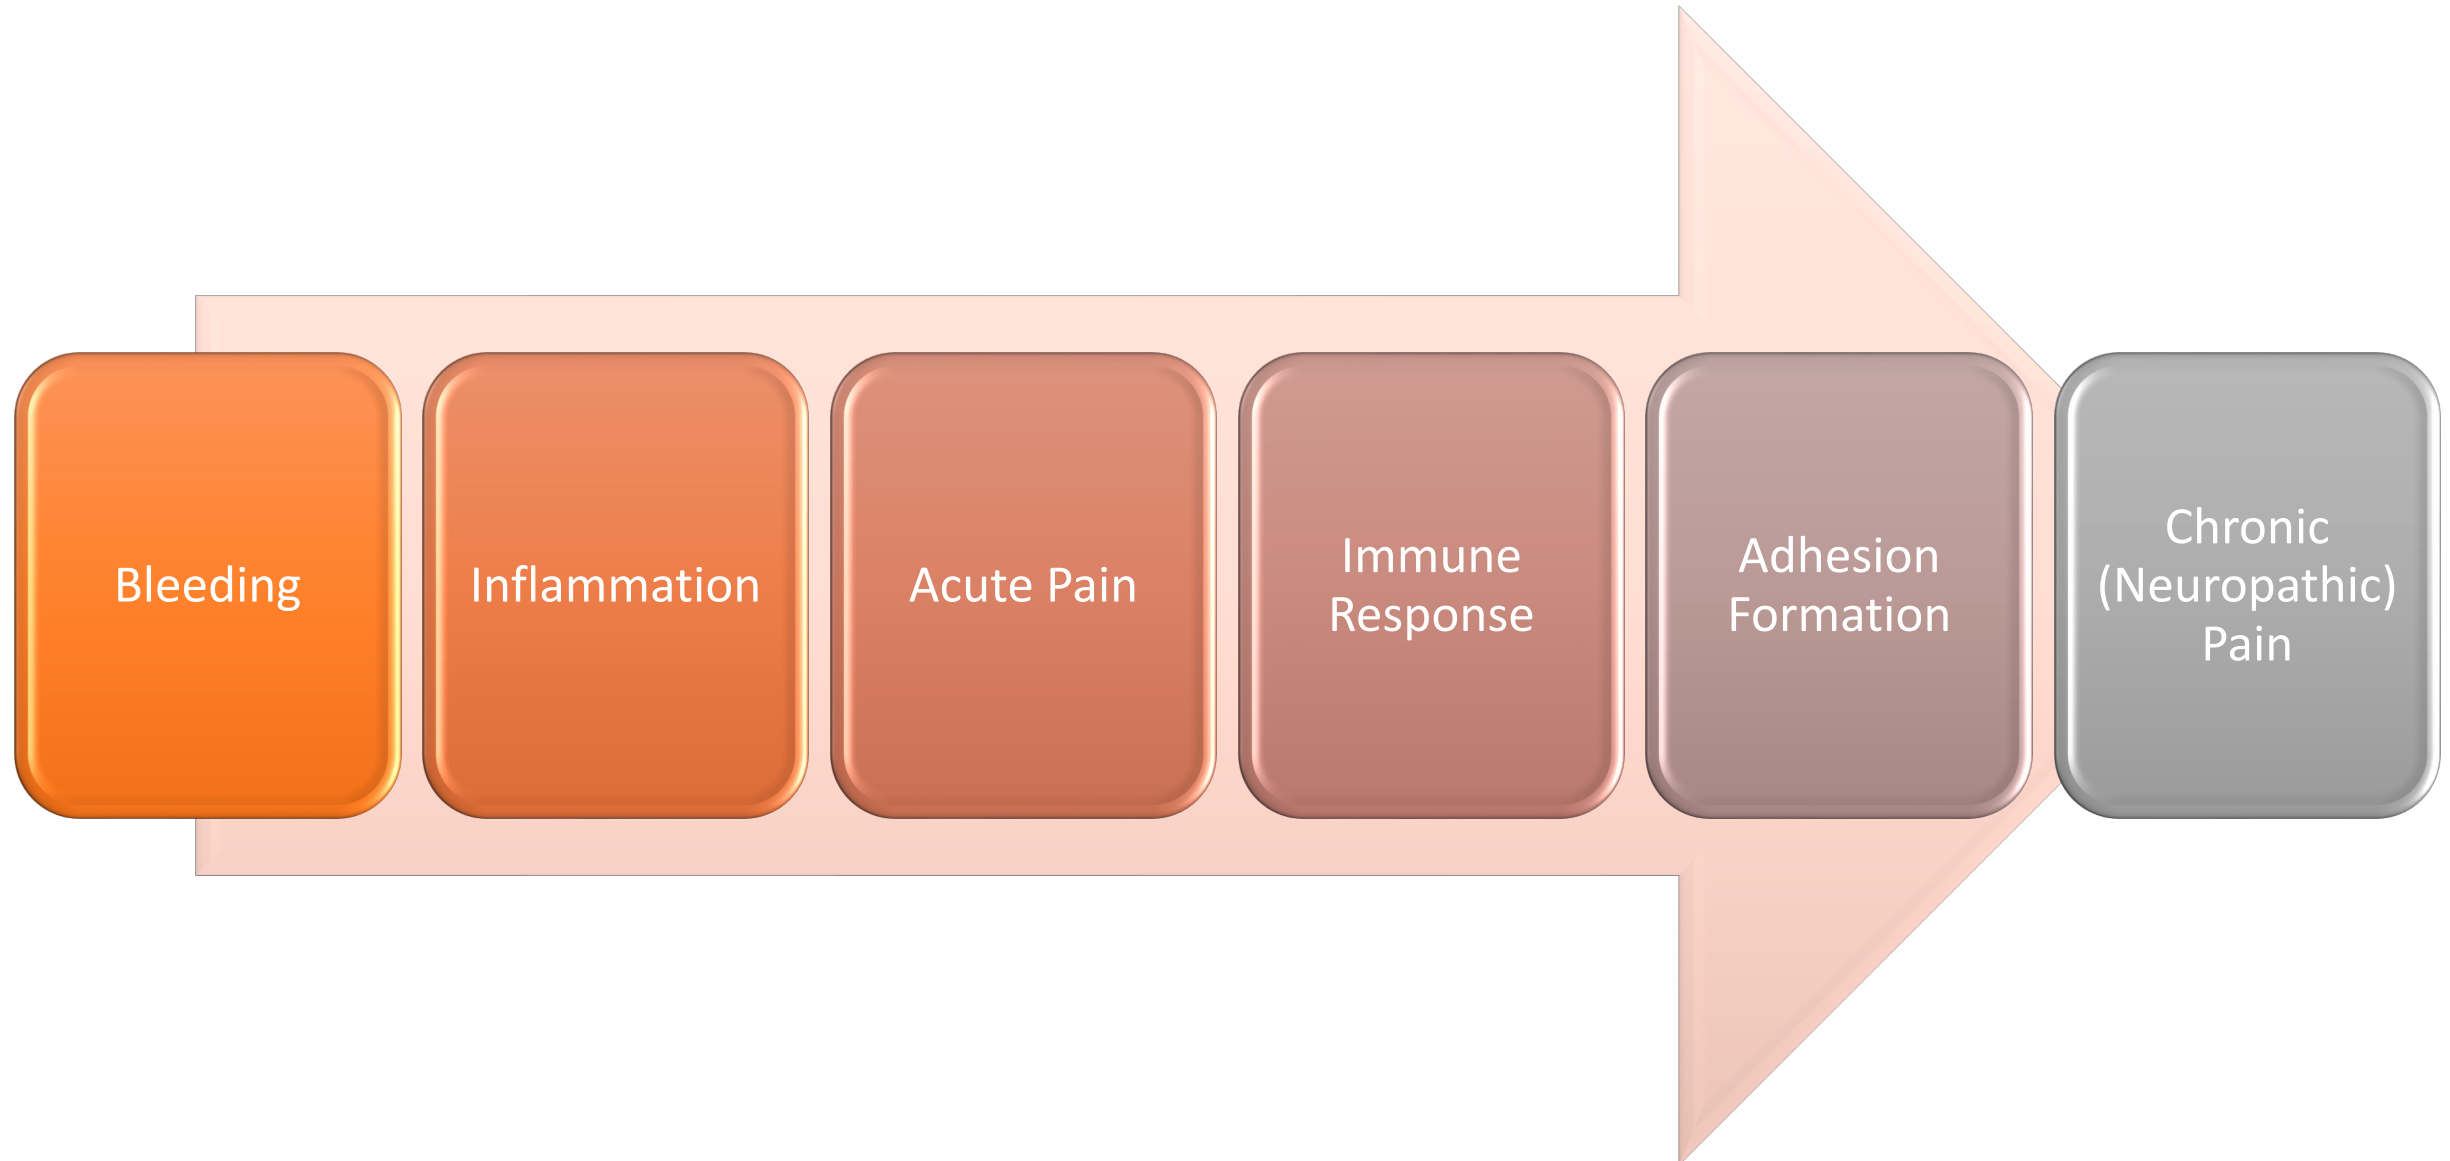 Bleeding
Inflammation
Acute Pain
Immune
Response
Adhesion
Formation
Chronic
(Neuropathic)
Pain